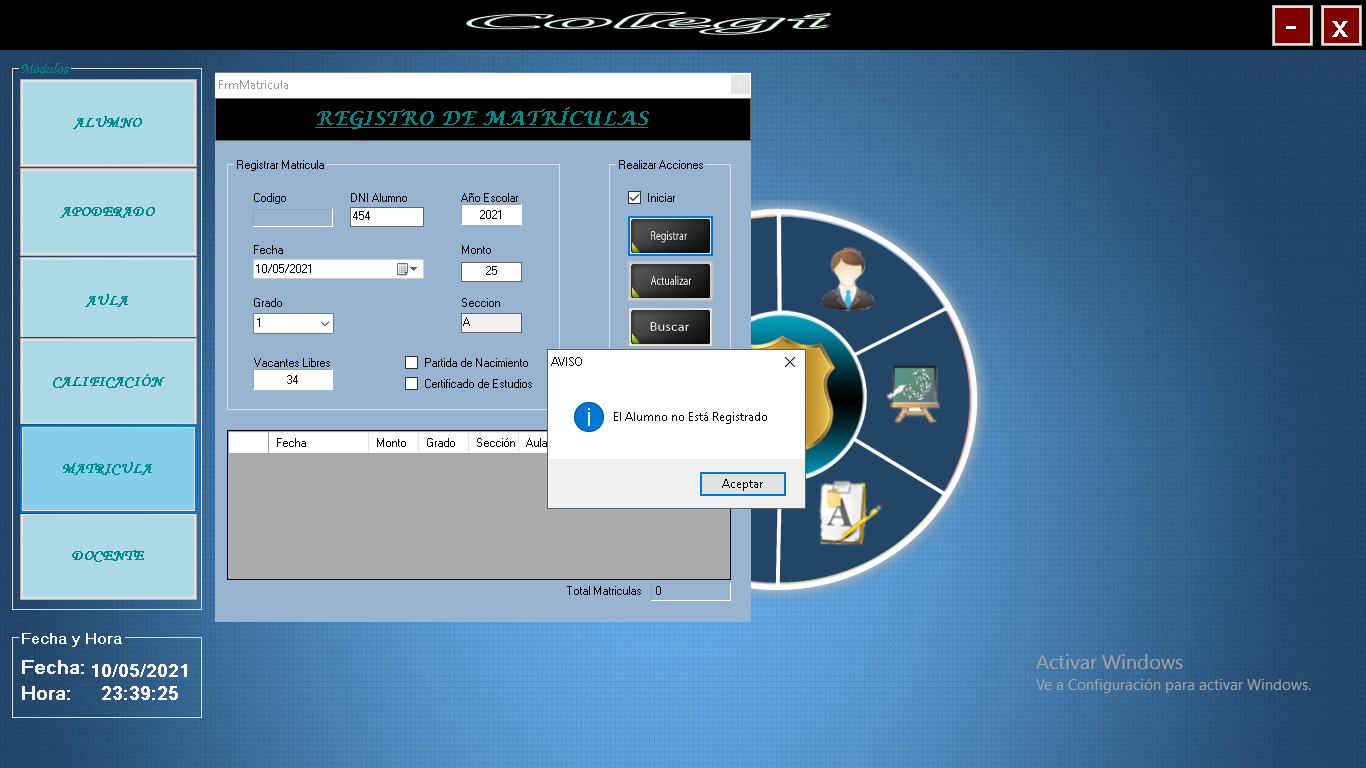 Colegi
-
X
Módulos
ALUMNO
APODERADO
AULA
CALIFICACIÓN
MATRICULA
DOCENTE
Fecha y Hora
Fecha: 10/05/2021
Hora: 23:39:25
FrmMatricula
REGISTRO DE MATRÍCULAS
Registrar Matricula
Codigo
DNI Alumno
Año Escolar
454
2021
Fecha
Monto
10/05/2021
25
Grado
Seccion
1
A
Vacantes Libres
34
Partida de Nacimiento
Certificado de Estudios
Realizar Acciones
Iniciar
Registrar
Actualizar
Buscar
Fecha Monto Grado Sección Aula
Total Matriculas 0
AVISO
El Alumno no Está Registrado
Aceptar
A
Activar Windows
Ve a Configuración para activar Windows.